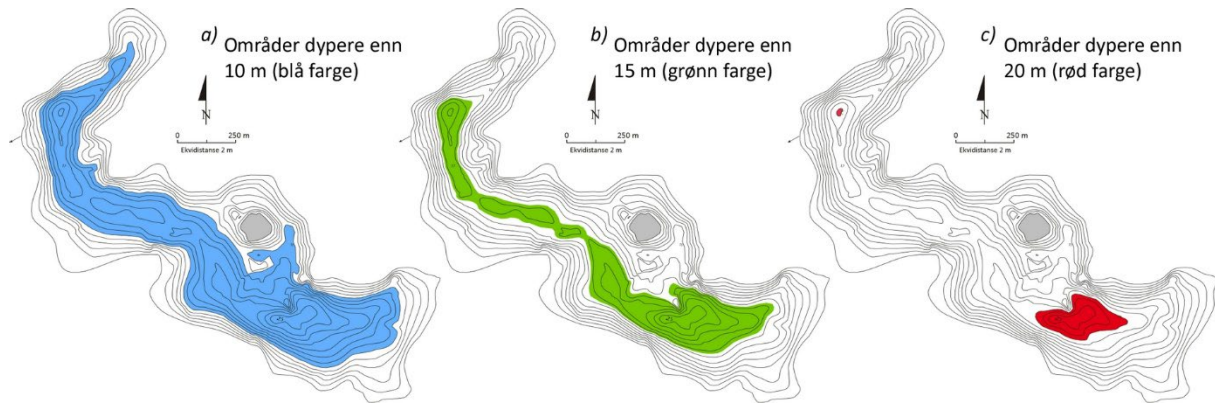 a) Områder dypere enn
10 m (blå farge)
N
0 250 m
Ekvidistanse 2 m
b) Områder dypere enn
15 m (grønn farge)
N
0 250 m
Ekvidistanse 2 m
c) Områder dypere enn
20 m (rød farge)
N
0 250 m
Ekvidistanse 2 m